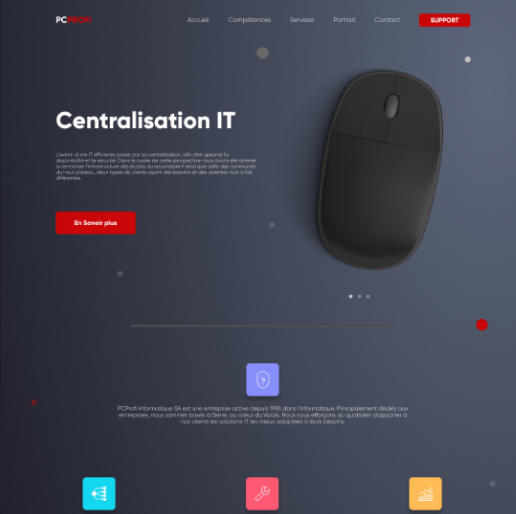 PCPROFI
Accueil Compétences Services Portrait Contact SUPPORT
Centralisation IT
L'avenir d'une IT efficiente passe par sa centralisation, afin d'en garantir la
disponibilité et la sécurité. Dans le cadre de cette perspective nous avons été amené
à centraliser l'infrastructure des écoles du secondaire II ainsi que celle des communes
du haut plateau, deux types de clients ayant des besoins et des attentes tout à fait
différentes.
En Savoir plus
?
PCProfi Informatique SA est une entreprise active depuis 1996 dans l'informatique. Principalement dédiés aux
entreprises, nous sommes basés à Sierre, au cœur du Valais. Nous nous efforçons au quotidien d'apporter à
nos clients les solutions IT les mieux adaptées à leurs besoins.